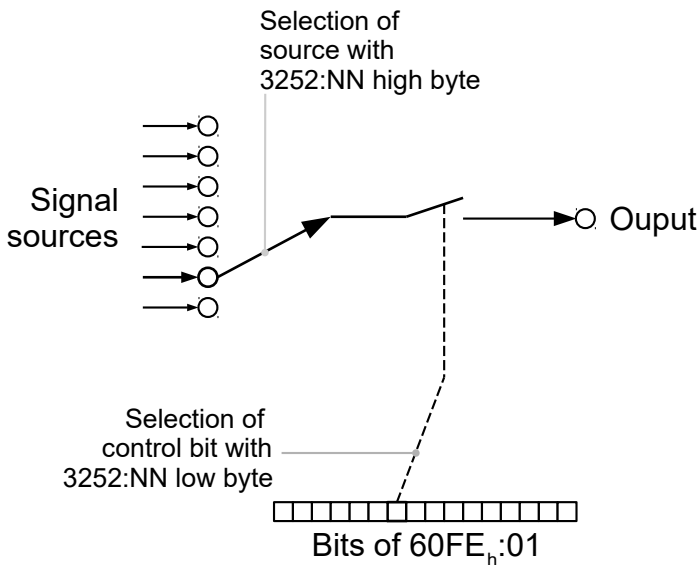 Selection of
source with
3252:NN high byte
Signal
sources
Ouput
Selection of
control bit with
3252:NN low byte
Bits of 60FEh:01